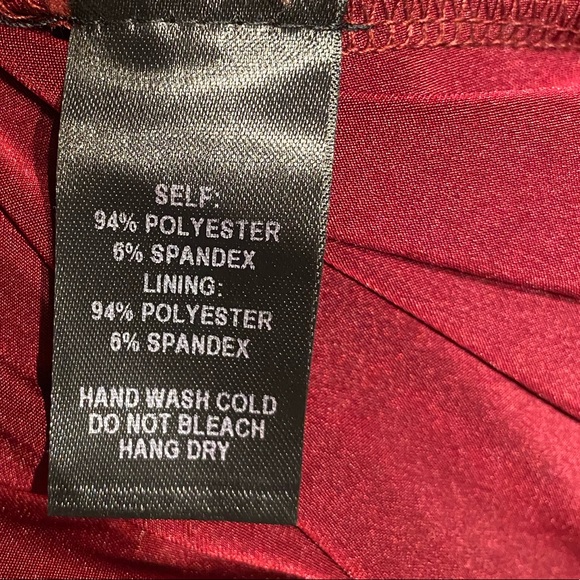 SELF:
94% POLYESTER
6% SPANDEX
LINING:
94% POLYESTER
6% SPANDEX
HAND WASH COLD
DO NOT BLEACH
HANG DRY